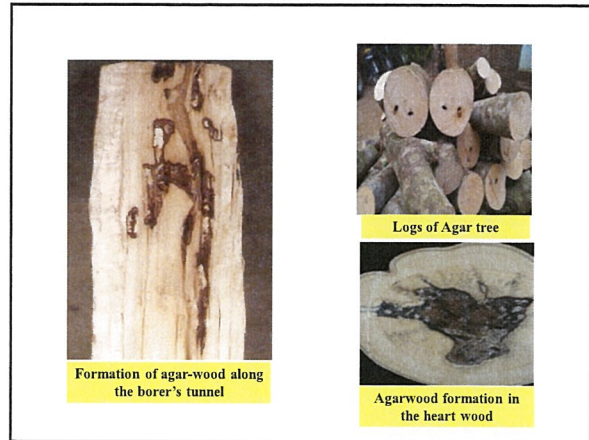 Formation of agar-wood along
the borer's tunnel
Logs of Agar tree
Agarwood formation in
the heart wood